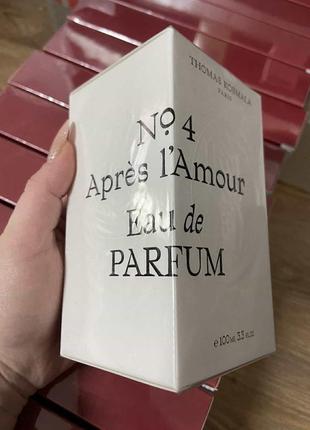 THOMAS KOSMALA
PARIS
No 4
Après l'Amour
Eau de
PARFUM
e 100 ML 3.3 FL.OZ